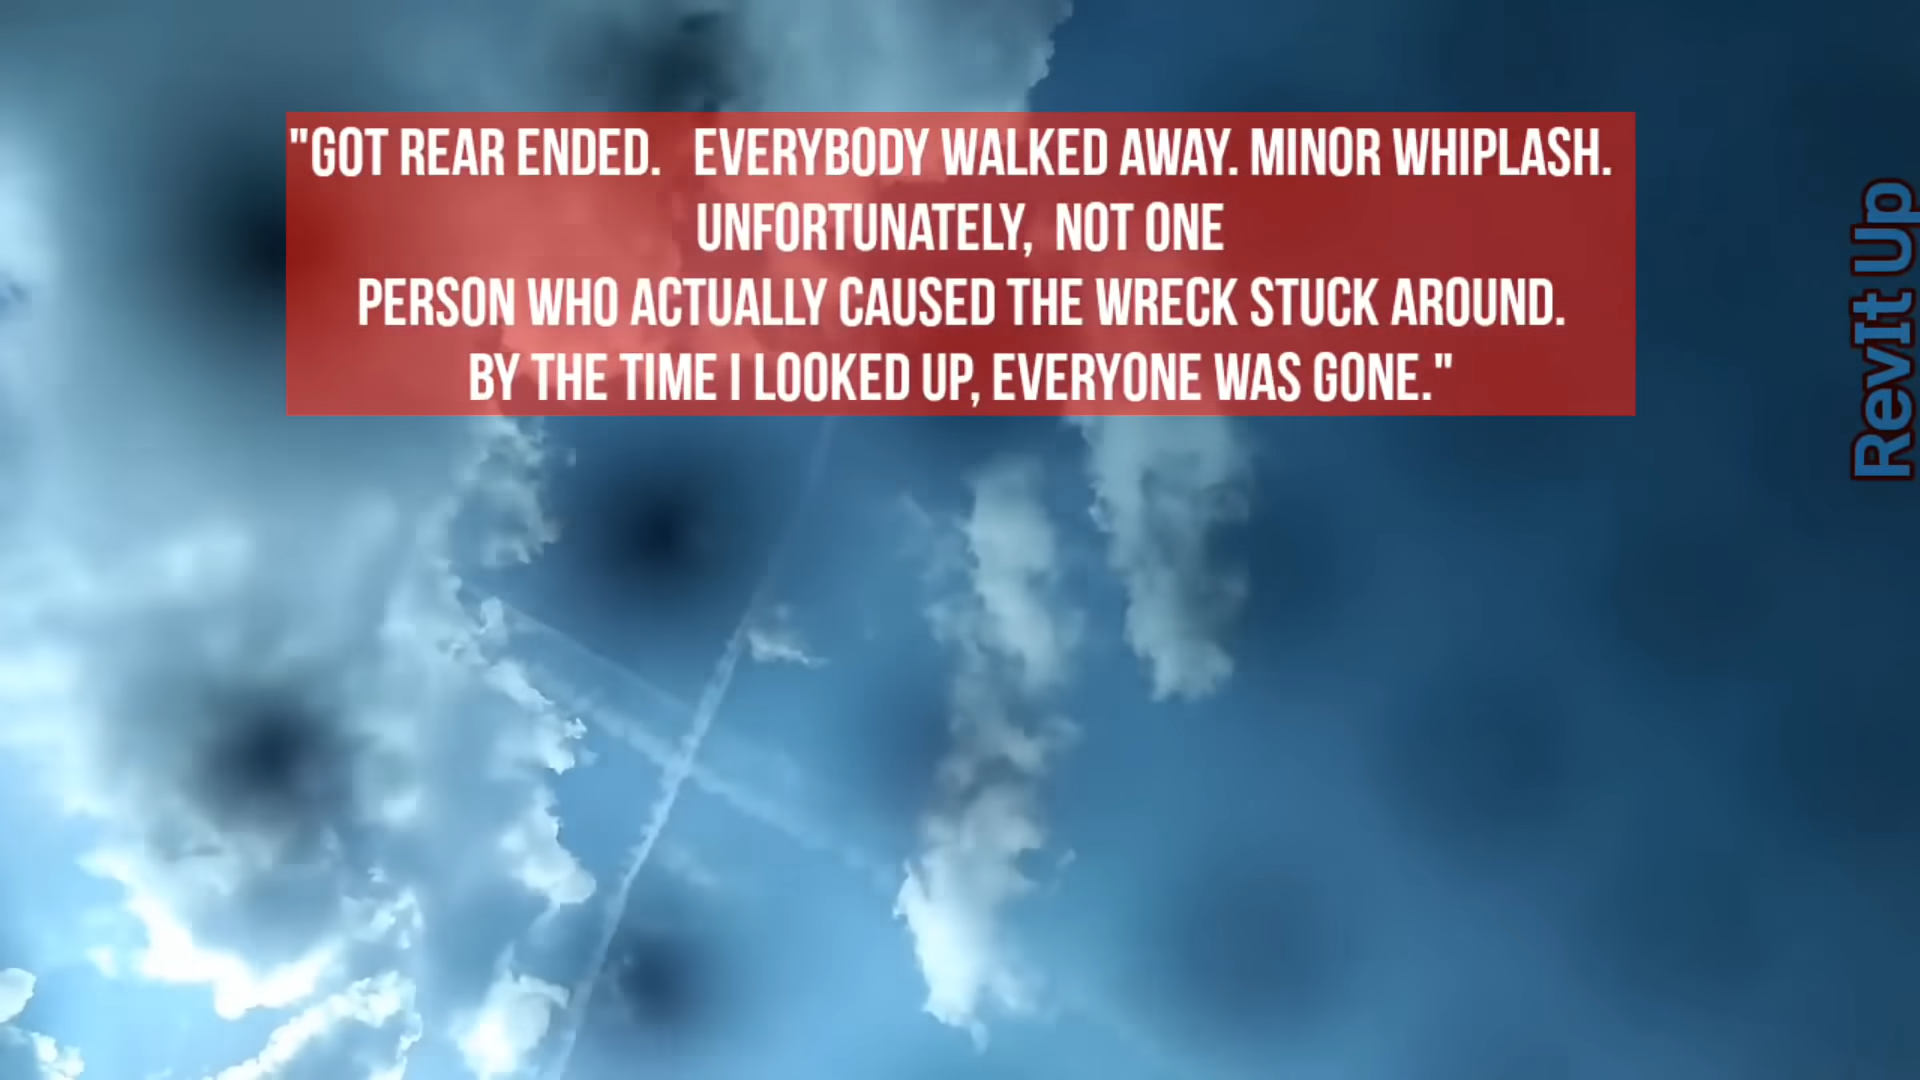 "GOT REAR ENDED.   EVERYBODY WALKED AWAY. MINOR WHIPLASH.
UNFORTUNATELY,  NOT ONE
PERSON WHO ACTUALLY CAUSED THE WRECK STUCK AROUND.
BY THE TIME I LOOKED UP, EVERYONE WAS GONE."
RevIt Up